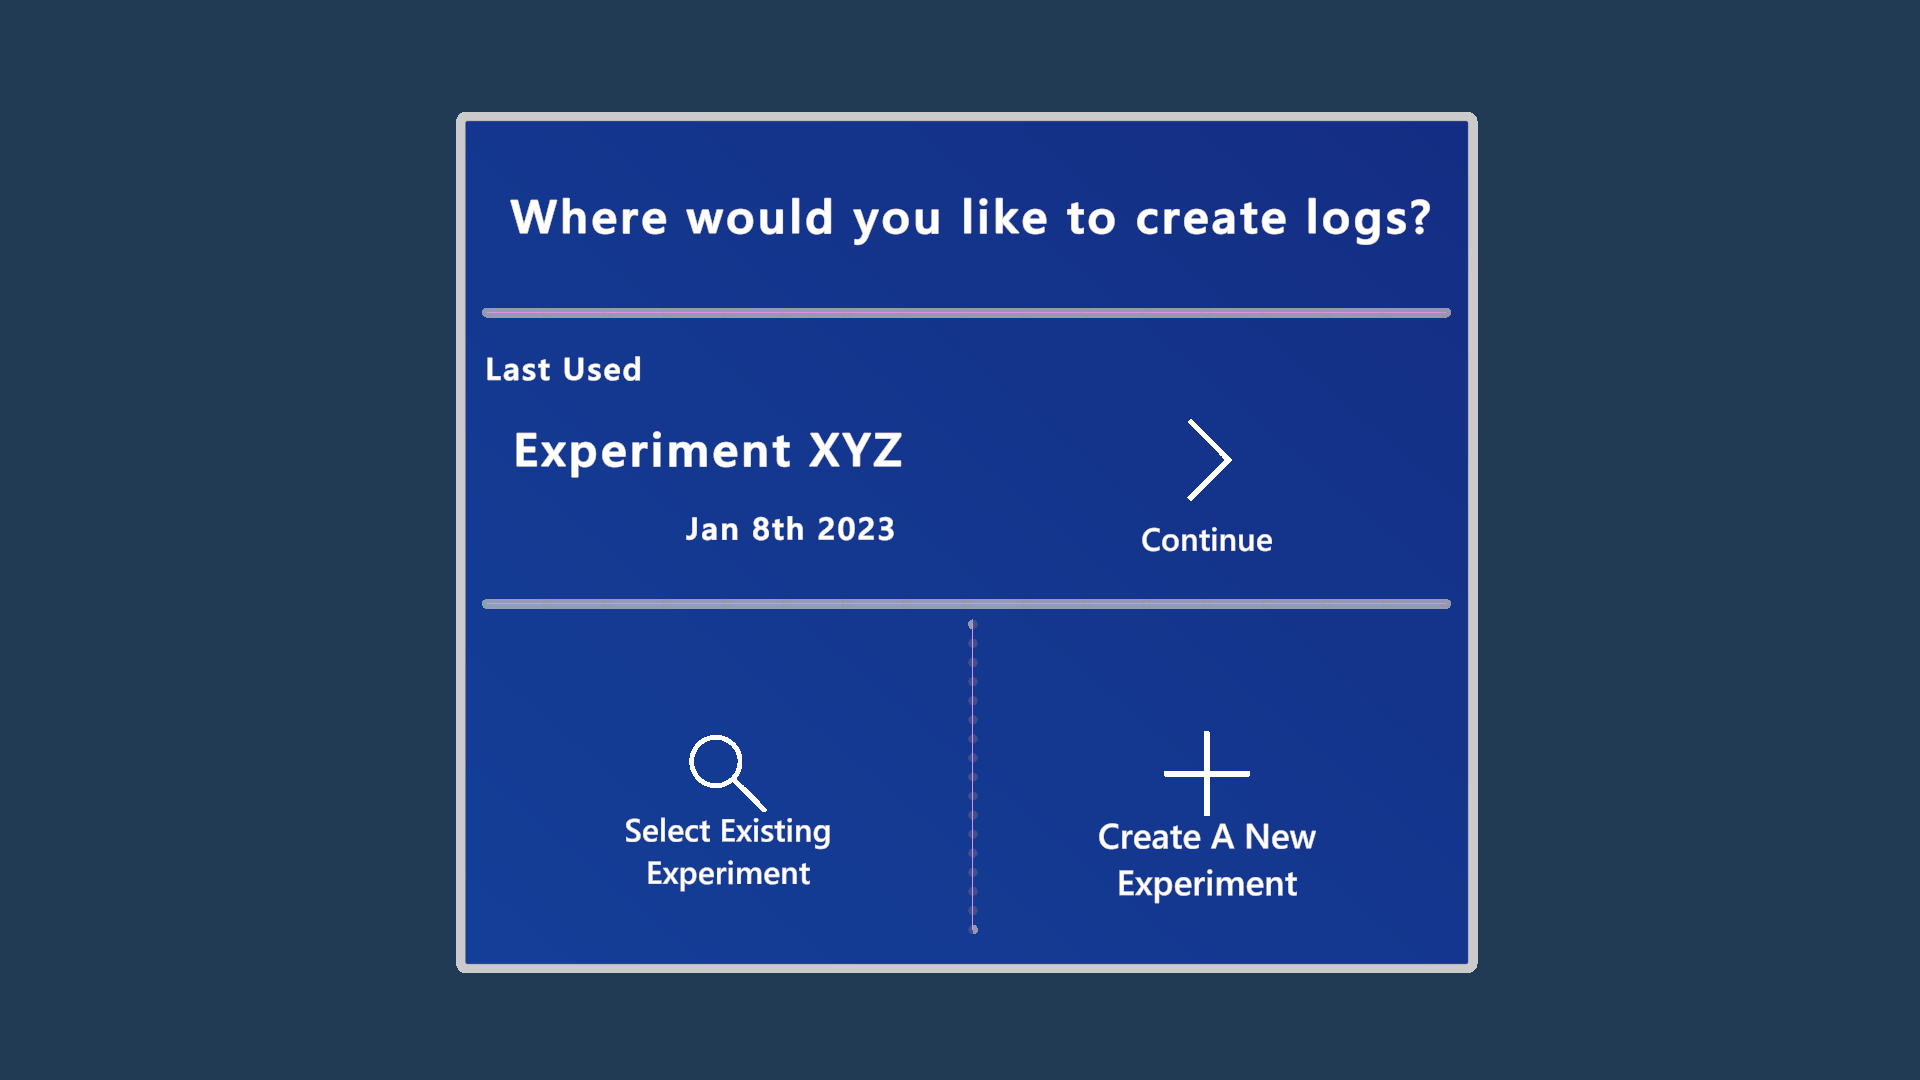 Where would you like to create logs?
Last Used
Experiment XYZ
Jan 8th 2023
Continue
Select Existing
Experiment
Create A New
Experiment